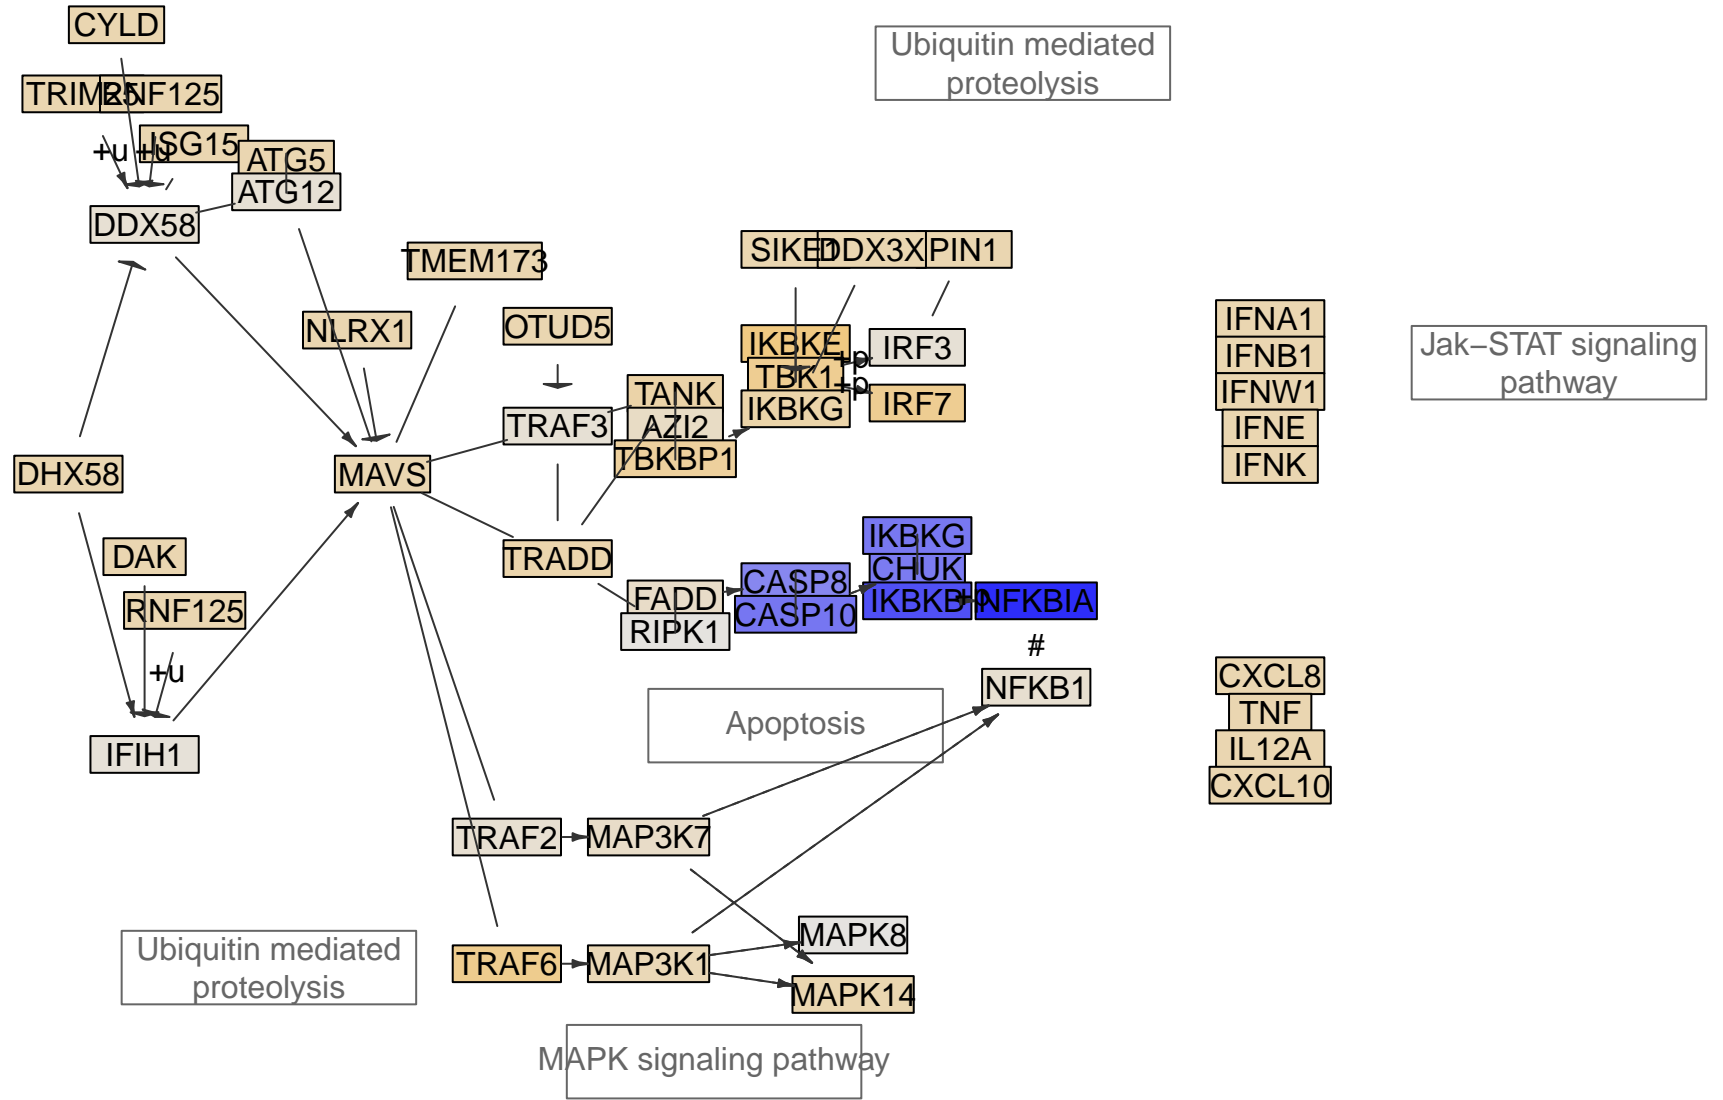 CYLD
Ubiquitin mediated
proteolysis
TRIM25
RNF125
+u
+u
ISG15
ATG5
ATG12
DDX58
TMEM173
SIKE1
DDX3X
PIN1
NLRX1
OTUD5
IKBKE
+p
IRF3
TBK1
+p
IKBKG
IRF7
IFNA1
IFNB1
IFNW1
IFNE
IFNK
Jak−STAT signaling
pathway
TANK
TRAF3
AZI2
TBKBP1
DHX58
MAVS
DAK
TRADD
IKBKG
CHUK
IKBKB
+p
NFKBIA
CASP8
CASP10
FADD
RIPK1
RNF125
+u
#
NFKB1
CXCL8
TNF
IL12A
CXCL10
Apoptosis
IFIH1
TRAF2
MAP3K7
MAPK8
Ubiquitin mediated
proteolysis
TRAF6
MAP3K1
MAPK14
MAPK signaling pathway